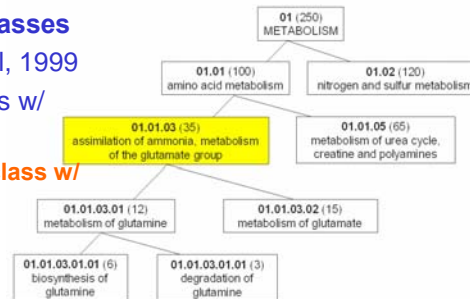 asses
l, 1999
s w/
lass w/
01 (250)
METABOLISM
01.01 (100)
amino acid metabolism
01.02 (120)
nitrogen and sulfur metabolism
01.01.03 (35)
assimilation of ammonia, metabolism
of the glutamate group
01.01.05 (65)
metabolism of urea cycle,
creatine and polyamines
01.01.03.01 (12)
metabolism of glutamine
01.01.03.02 (15)
metabolism of glutamate
01.01.03.01.01 (6)
biosynthesis of
glutamine
01.01.03.01.01 (3)
degradation of
glutamine